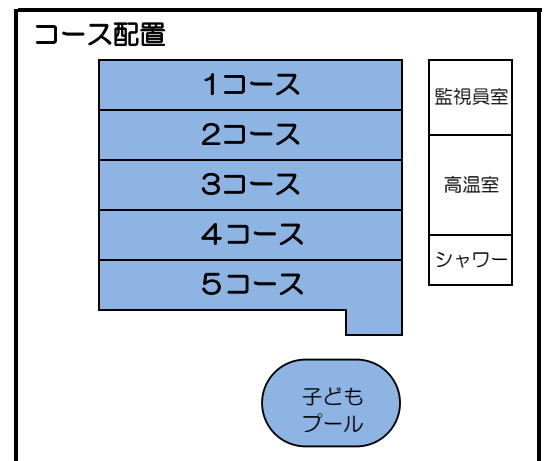 コース配置
1コース
2コース
3コース
4コース
5コース
監視員室
高温室
シャワー
子ども
プール